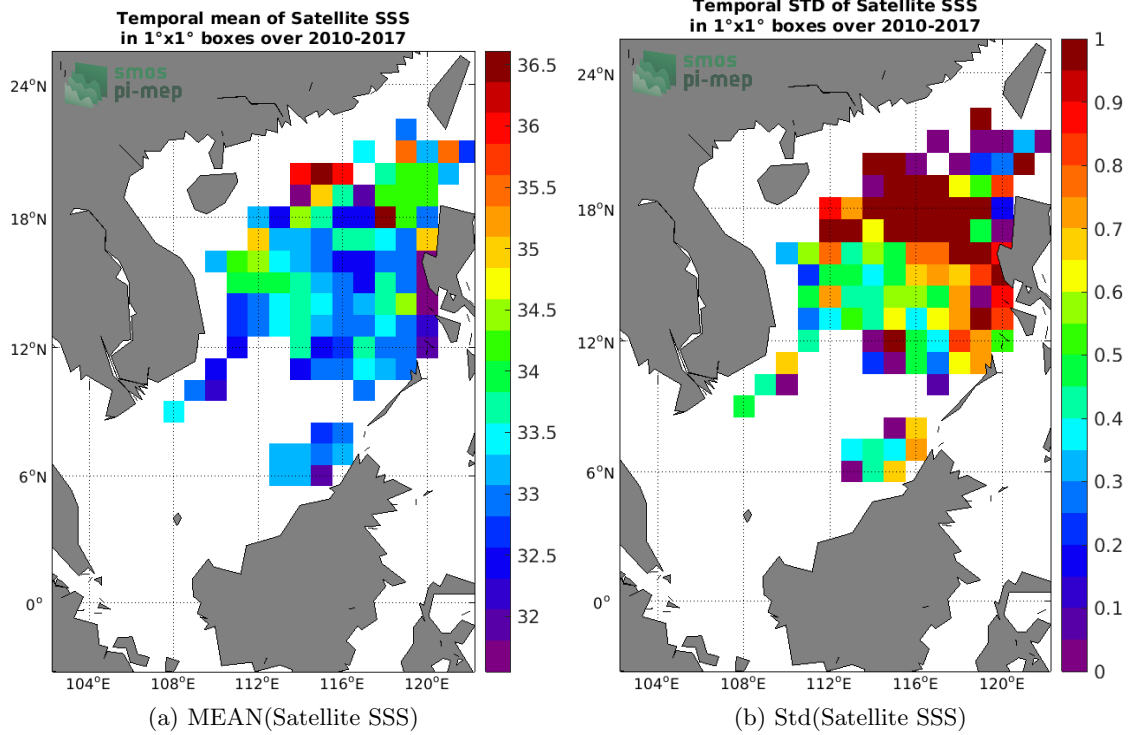 Temporal mean of Satellite SSS
in 1°x1° boxes over 2010-2017
smos
pi-mep
24°N
18°N
12°N
6°N
0°
104°E
108°E
112°E
116°E
120°E
36.5
36
35.5
35
34.5
34
33.5
33
32.5
32
(a) MEAN(Satellite SSS)
Temporal STD of Satellite SSS
in 1°x1° boxes over 2010-2017
smos
pi-mep
24°N
18°N
12°N
6°N
0°
104°E
108°E
112°E
116°E
120°E
1
0.9
0.8
0.7
0.6
0.5
0.4
0.3
0.2
0.1
0
(b) Std(Satellite SSS)